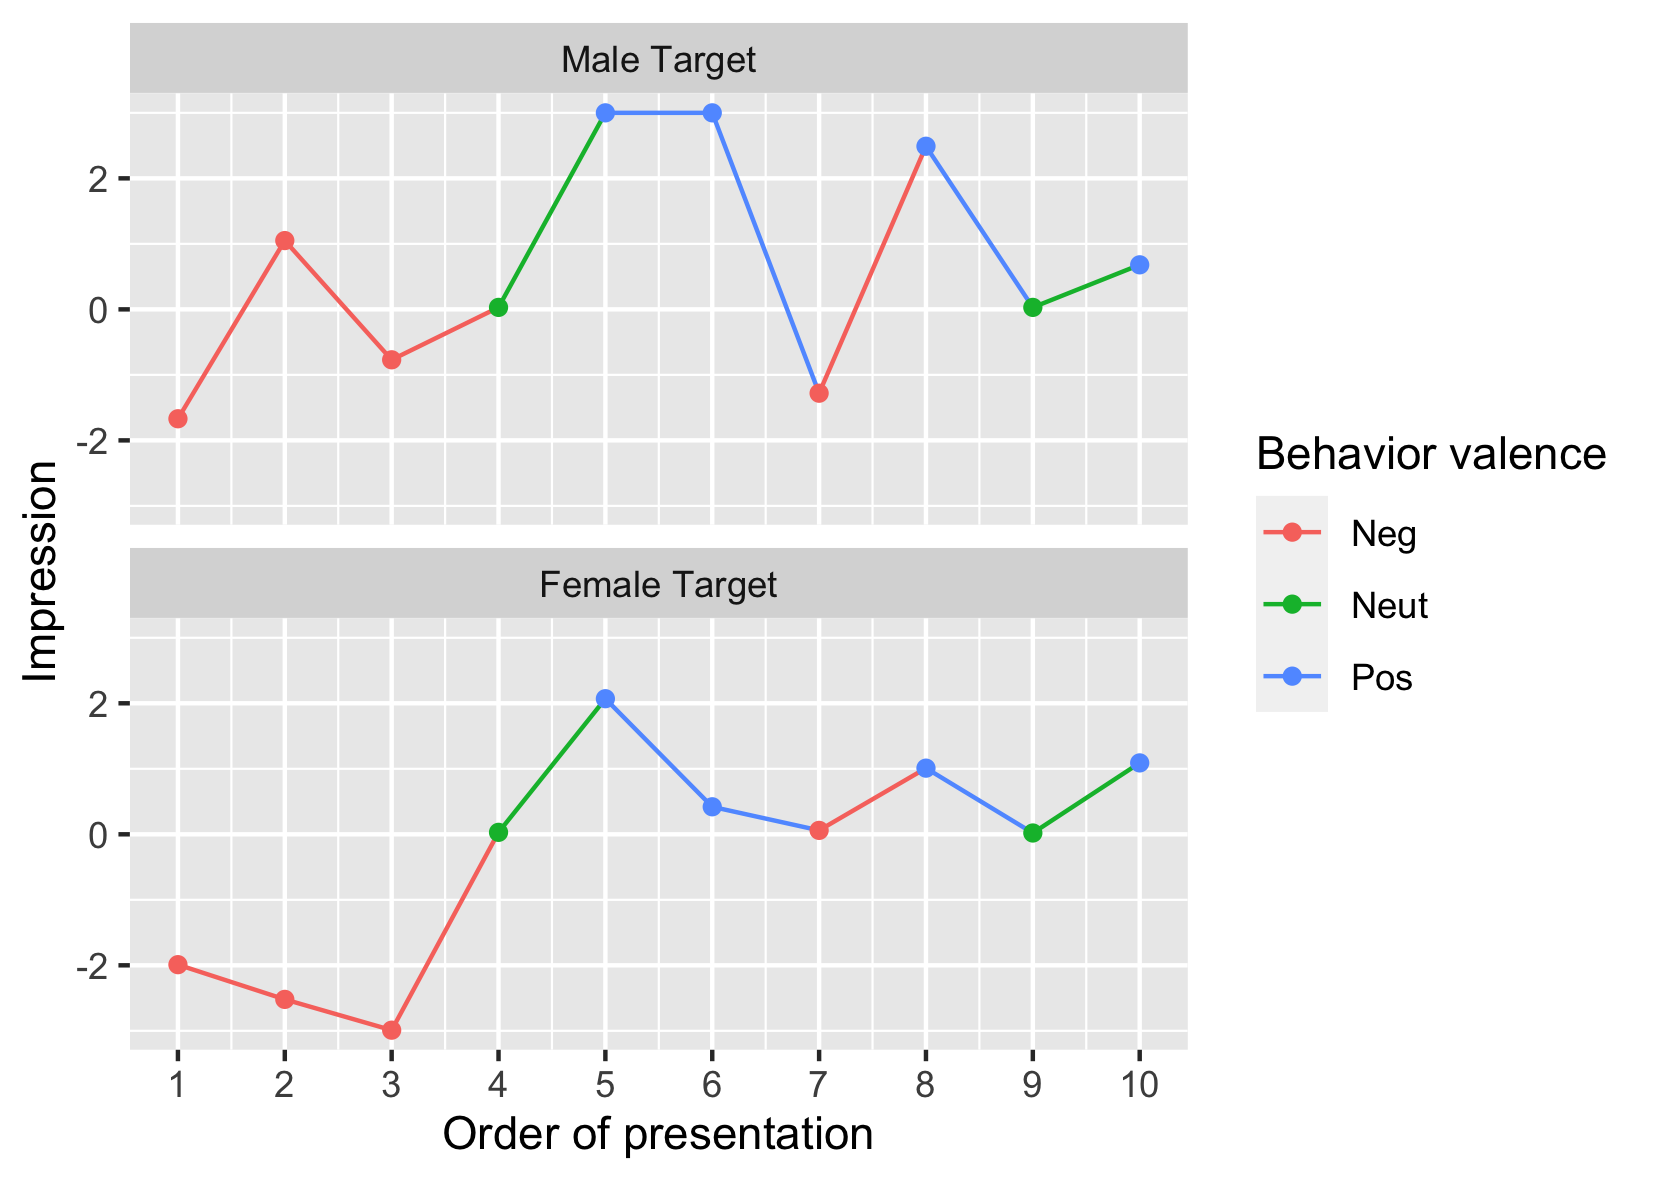 Male Target
2
0
-2
Female Target
2
0
-2
1 2 3 4 5 6 7 8 9 10
Order of presentation
Impression
Behavior valence
Neg
Neut
Pos